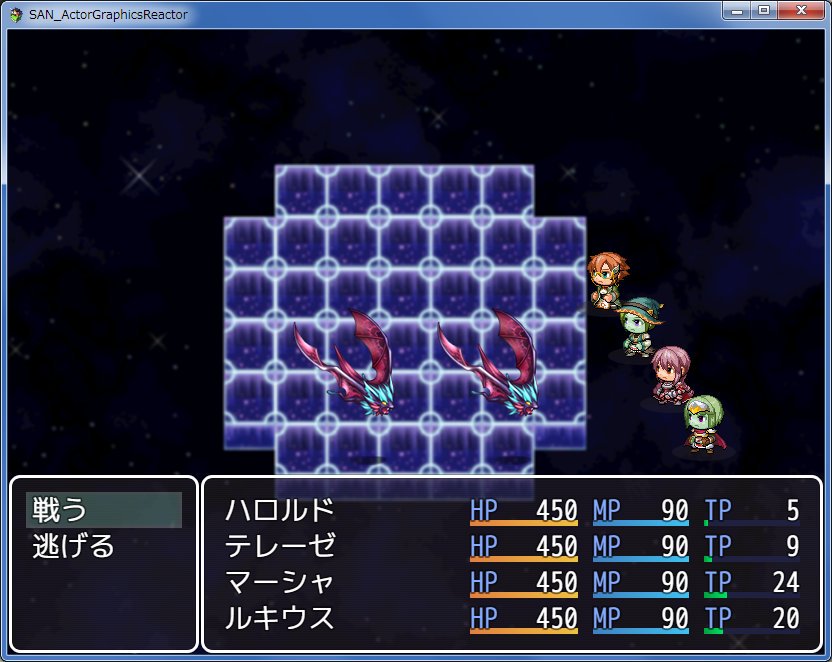 SAN_ActorGraphicsReactor
戦う
逃げる
ハロルド HP 450 MP 90 TP 5
テレーゼ HP 450 MP 90 TP 9
マーシャ HP 450 MP 90 TP 24
ルキウス HP 450 MP 90 TP 20